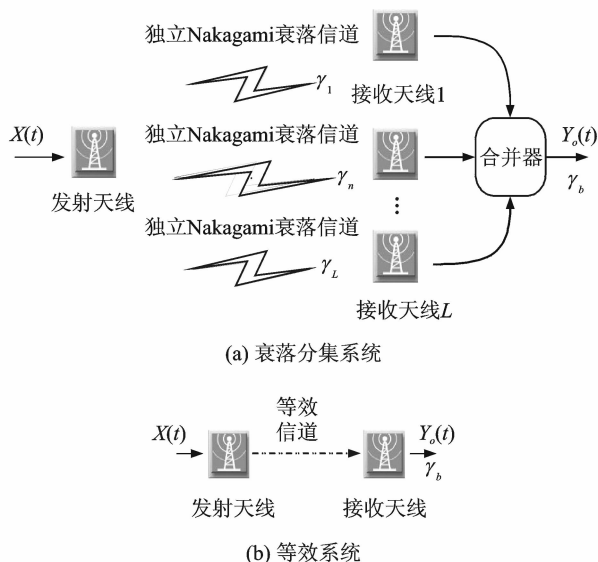 独立Nakagami衰落信道
γ₁
接收天线1
X(t)
发射天线
独立Nakagami衰落信道
γₙ
合并器
Yₒ(t)
γ_b
独立Nakagami衰落信道
γ_L
接收天线L
(a) 衰落分集系统
等效
信道
X(t)
Yₒ(t)
γ_b
发射天线
接收天线
(b) 等效系统